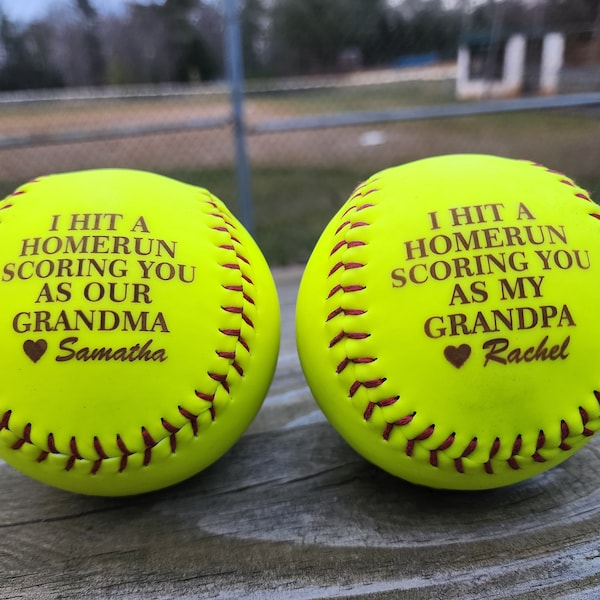 I HIT A
HOMERUN
SCORING YOU
AS OUR
GRANDMA
♥ Samatha
I HIT A
HOMERUN
SCORING YOU
AS MY
GRANDPA
♥ Rachel